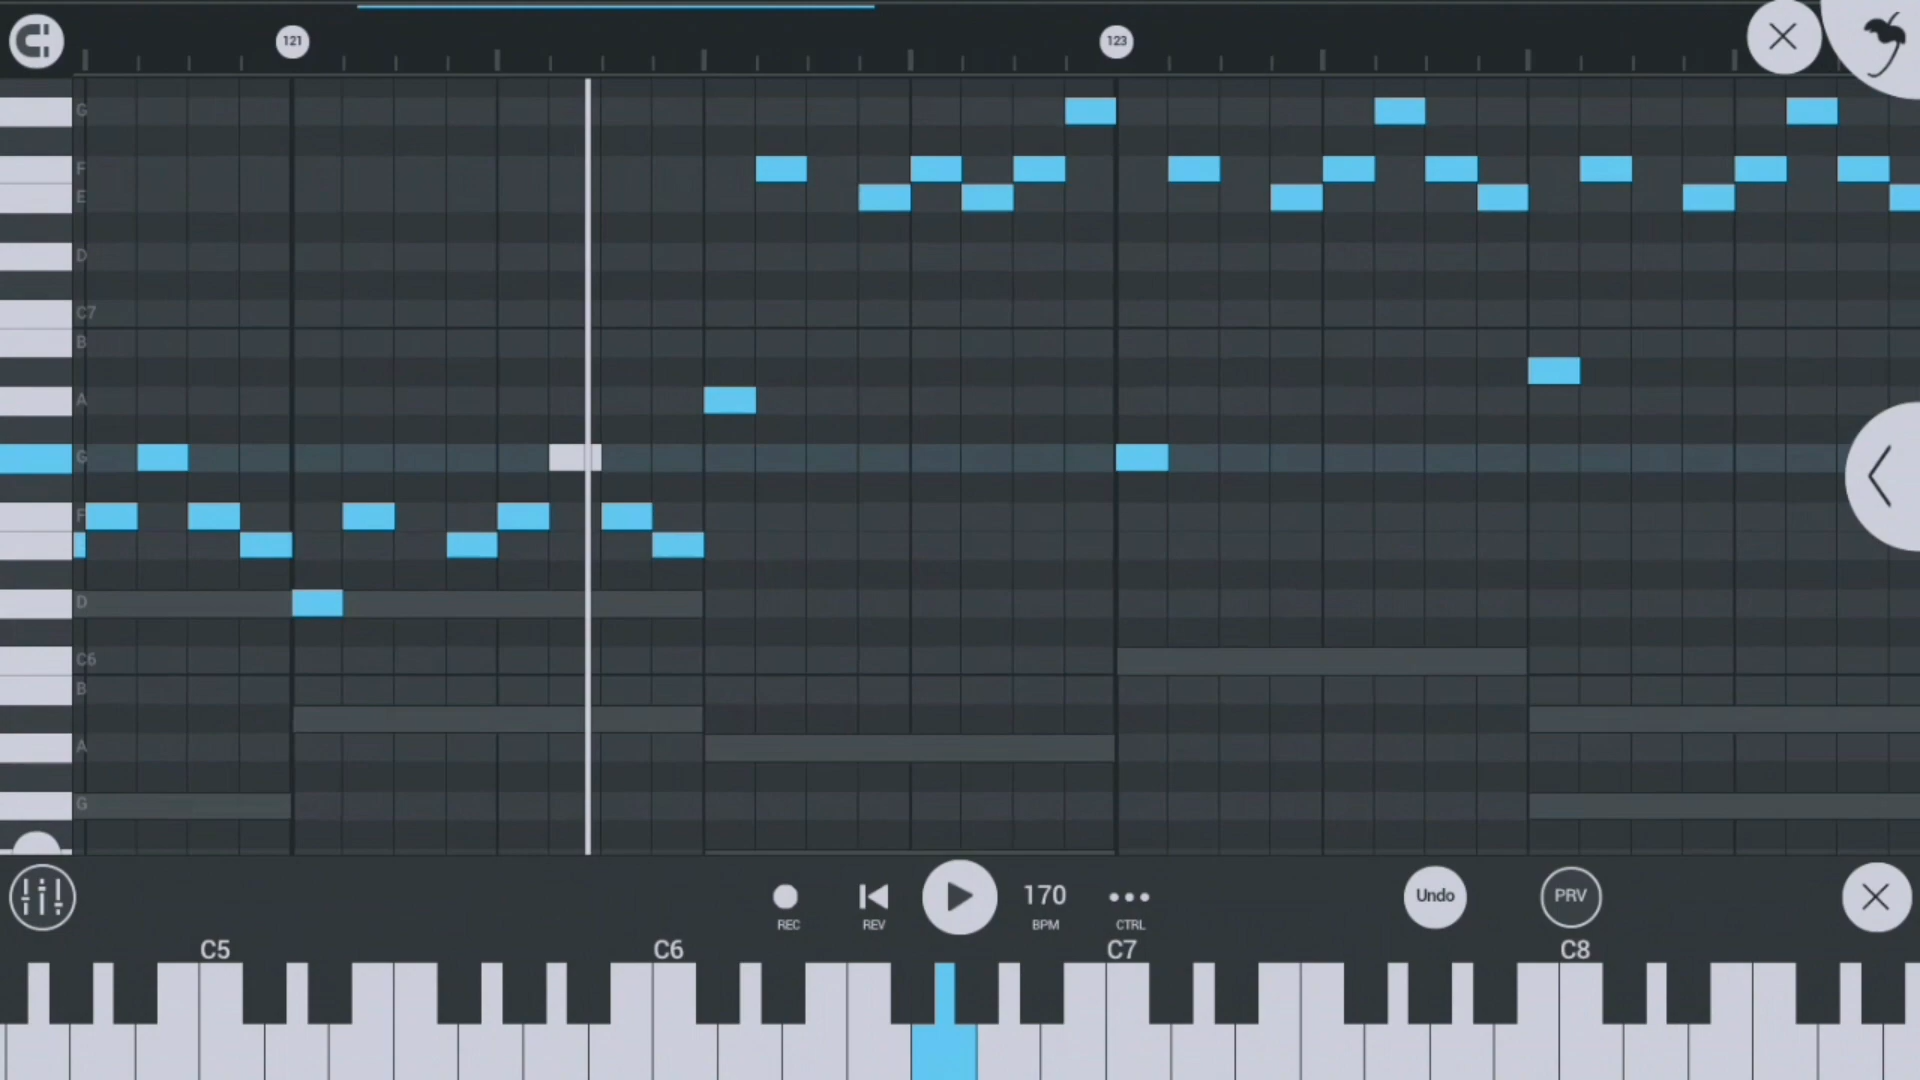 121
123
G
F
E
D
C7
B
A
G
F
D
C6
B
A
G
170
Undo
PRV
REC
REV
BPM
CTRL
C5
C6
C7
C8